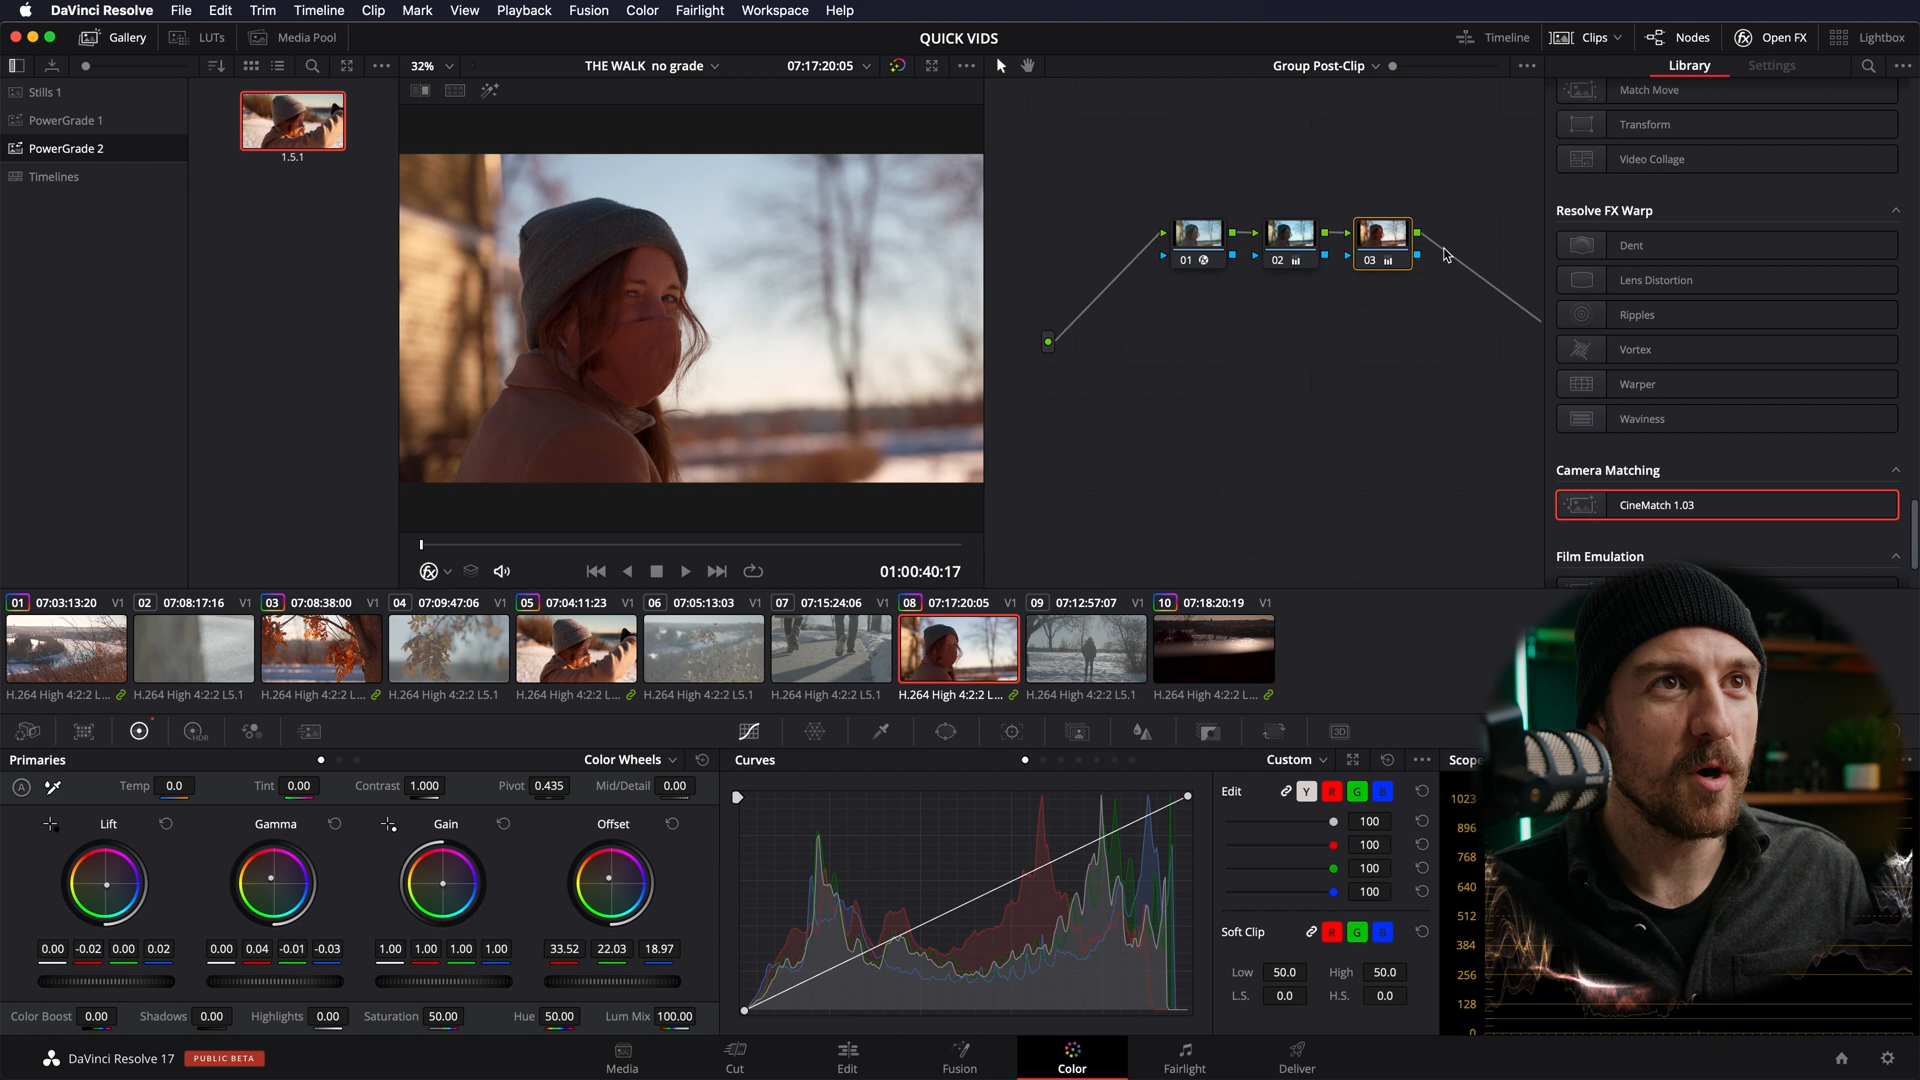 DaVinci Resolve File Edit Trim Timeline Clip Mark View Playback Fusion Color Fairlight Workspace Help
Gallery LUTs Media Pool QUICK VIDS Timeline Clips Nodes Open FX Lightbox
32% THE WALK no grade 07:17:20:05 Group Post-Clip Library Settings
Stills 1
PowerGrade 1
PowerGrade 2
Timelines
1.5.1
01
02
03
Match Move
Transform
Video Collage
Resolve FX Warp
Dent
Lens Distortion
Ripples
Vortex
Warper
Waviness
Camera Matching
CineMatch 1.03
Film Emulation
01:00:40:17
01 07:03:13:20 V1 02 07:08:17:16 V1 03 07:08:38:00 V1 04 07:09:47:06 V1 05 07:04:11:23 V1 06 07:05:13:03 V1 07 07:15:24:06 V1 08 07:17:20:05 V1 09 07:12:57:07 V1 10 07:18:20:19 V1
H.264 High 4:2:2 L... H.264 High 4:2:2 L5.1 H.264 High 4:2:2 L... H.264 High 4:2:2 L5.1 H.264 High 4:2:2 L... H.264 High 4:2:2 L5.1 H.264 High 4:2:2 L5.1 H.264 High 4:2:2 L... H.264 High 4:2:2 L5.1 H.264 High 4:2:2 L...
HDR 3D
Primaries Color Wheels Curves Custom Scope
A Temp 0.0 Tint 0.00 Contrast 1.000 Pivot 0.435 Mid/Detail 0.00
Lift Gamma Gain Offset
0.00 -0.02 0.00 0.02 0.00 0.04 -0.01 -0.03 1.00 1.00 1.00 1.00 33.52 22.03 18.97
Color Boost 0.00 Shadows 0.00 Highlights 0.00 Saturation 50.00 Hue 50.00 Lum Mix 100.00
Edit Y R G B
100
100
100
100
Soft Clip R G B
Low 50.0 High 50.0
L.S. 0.0 H.S. 0.0
1023
896
768
640
512
384
256
128
0
DaVinci Resolve 17 PUBLIC BETA
Media Cut Edit Fusion Color Fairlight Deliver